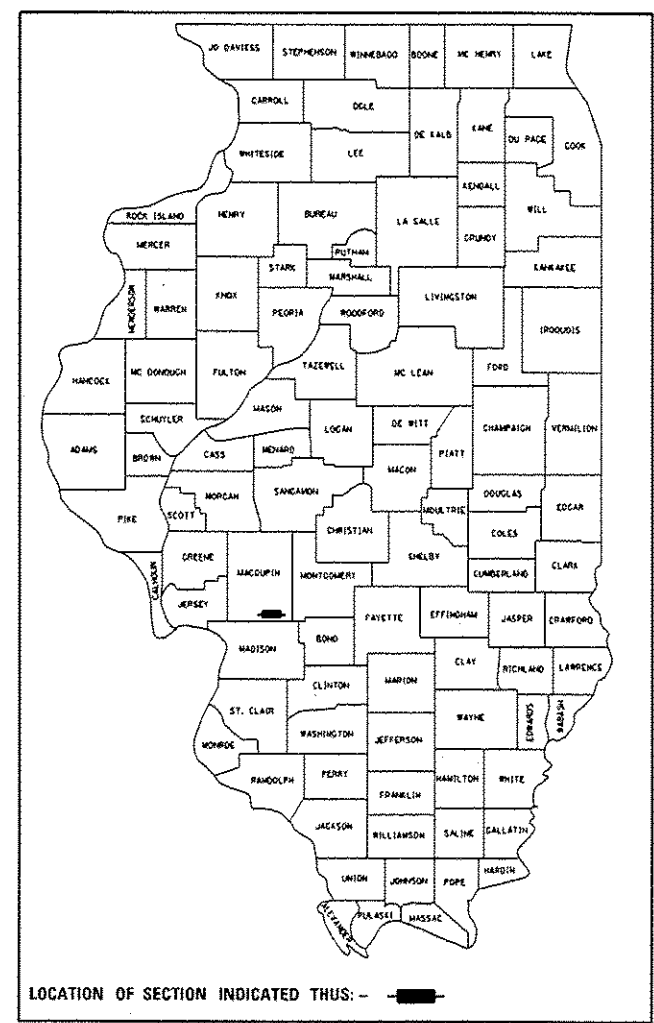 JO DAVIESS STEPHENSON WINNEBAGO BOONE MC HENRY LAKE
CARROLL OGLE
DE KALB KANE DU PAGE COOK
WHITESIDE LEE
KENDALL
ROCK ISLAND HENRY BUREAU LA SALLE WILL
MERCER GRUNDY
PUTNAM
STARK MARSHALL KANKAKEE
HENDERSON WARREN KNOX PEORIA WOODFORD LIVINGSTON
IROQUOIS
HANCOCK MC DONOUGH FULTON TAZEWELL MC LEAN FORD
MASON
SCHUYLER LOGAN DE WITT CHAMPAIGN VERMILION
ADAMS BROWN CASS MENARD MACON PIATT
PIKE SCOTT MORGAN SANGAMON DOUGLAS
CHRISTIAN MOULTRIE EDGAR
COLES
GREENE SHELBY
CALHOUN MACOUPIN MONTGOMERY CUMBERLAND CLARK
JERSEY FAYETTE EFFINGHAM JASPER CRAWFORD
MADISON BOND
CLAY RICHLAND LAWRENCE
CLINTON MARION
ST. CLAIR WAYNE EDWARDS WABASH
WASHINGTON JEFFERSON
MONROE
RANDOLPH PERRY HAMILTON WHITE
FRANKLIN
JACKSON WILLIAMSON SALINE GALLATIN
UNION JOHNSON POPE HARDIN
ALEXANDER PULASKI MASSAC
LOCATION OF SECTION INDICATED THUS: -